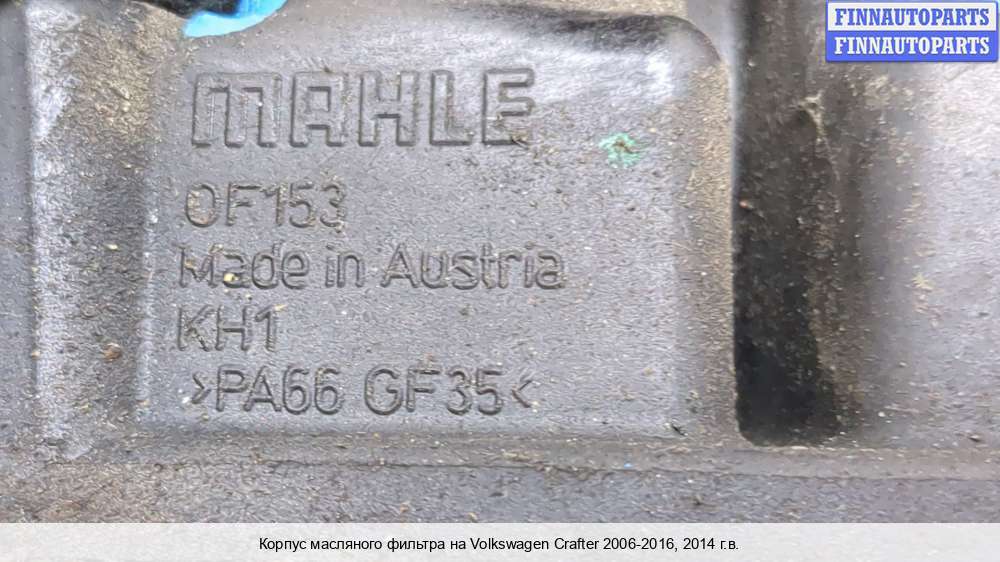 FINNAUTOPARTS
FINNAUTOPARTS
MAHLE
OF153
Made in Austria
KH1
>PA66 GF35<
Корпус масляного фильтра на Volkswagen Crafter 2006-2016, 2014 г.в.